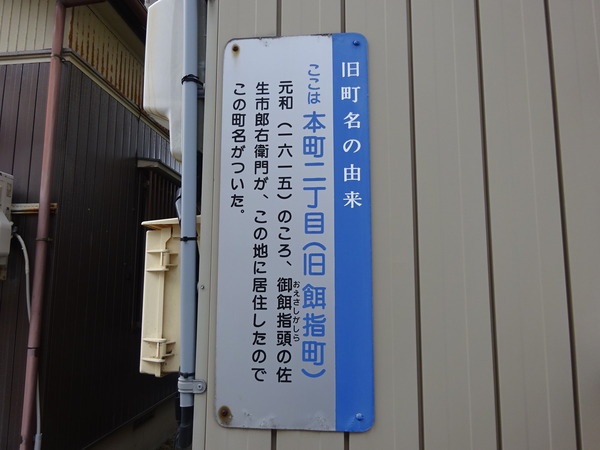 旧町名の由来
ここは 本町二丁目(旧 餌指町)
元和(一六一五)のころ、御餌指頭の佐
おえさしがしら
生市郎右衛門が、この地に居住したので
この町名がついた。